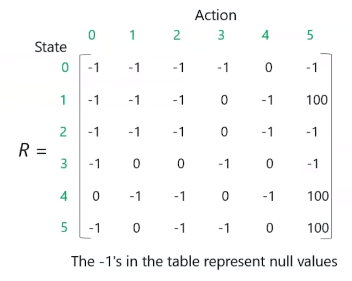 Action
0 1 2 3 4 5
State
0 -1 -1 -1 -1 0 -1
1 -1 -1 -1 0 -1 100
2 -1 -1 -1 0 -1 -1
R =
3 -1 0 0 -1 0 -1
4 0 -1 -1 0 -1 100
5 -1 0 -1 -1 0 100
The -1's in the table represent null values